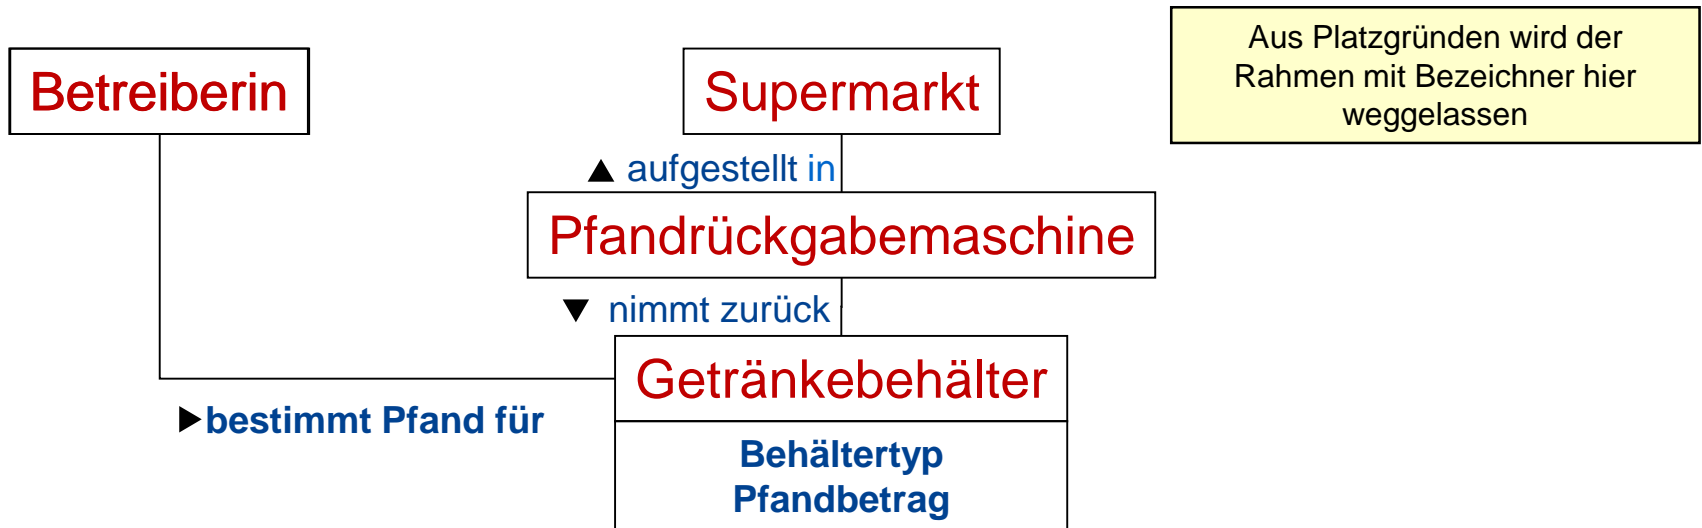 Betreiberin
Supermarkt
Aus Platzgründen wird der
Rahmen mit Bezeichner hier
weggelassen
▲ aufgestellt in
Pfandrückgabemaschine
▼ nimmt zurück
Getränkebehälter
▶bestimmt Pfand für
Behältertyp
Pfandbetrag